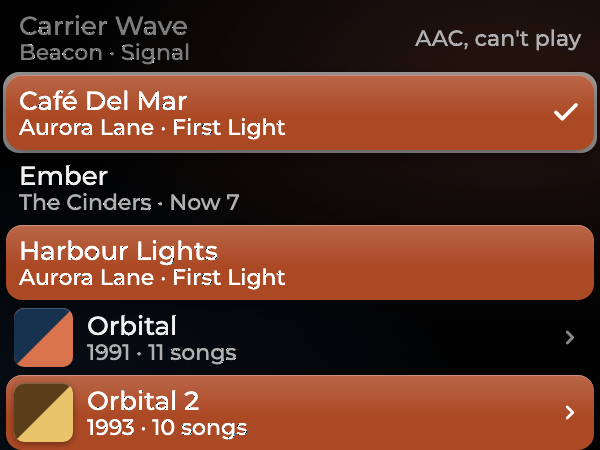 Carrier Wave
Beacon · Signal
AAC, can't play
Café Del Mar
Aurora Lane · First Light
Ember
The Cinders · Now 7
Harbour Lights
Aurora Lane · First Light
Orbital
1991 · 11 songs
Orbital 2
1993 · 10 songs